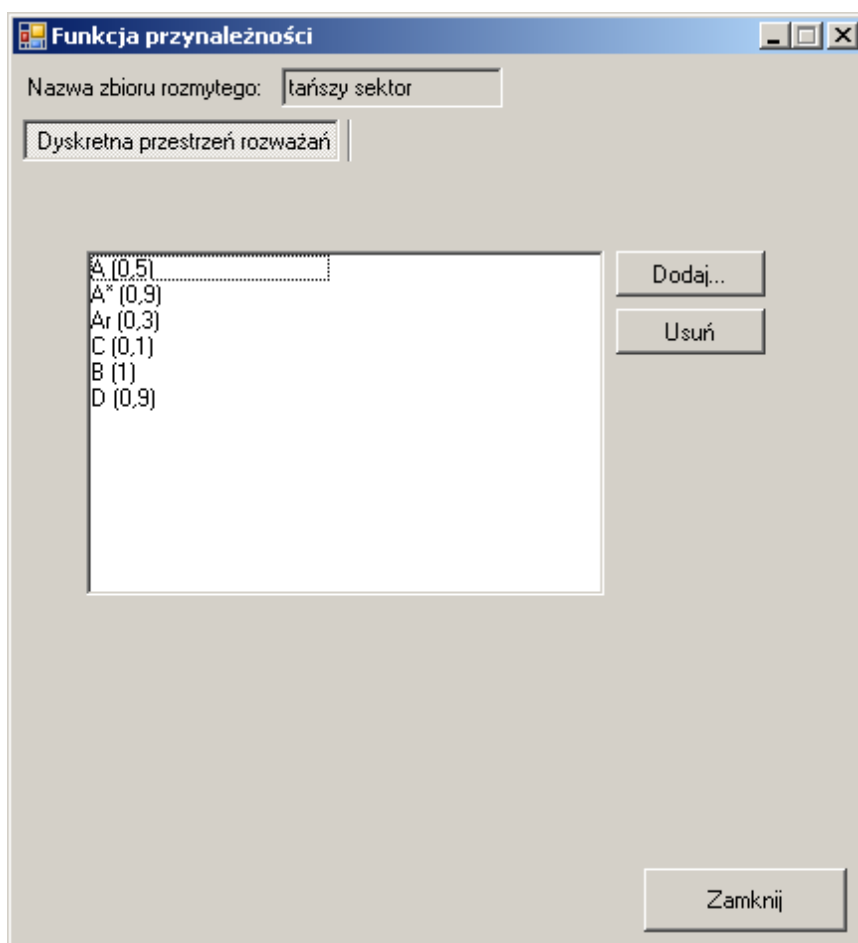 Funkcja przynależności
Nazwa zbioru rozmytego: tańszy sektor
Dyskretna przestrzeń rozważań
A (0,5)
A* (0,9)
Ar (0,3)
C (0,1)
B (1)
D (0,9)
Dodaj...
Usuń
Zamknij